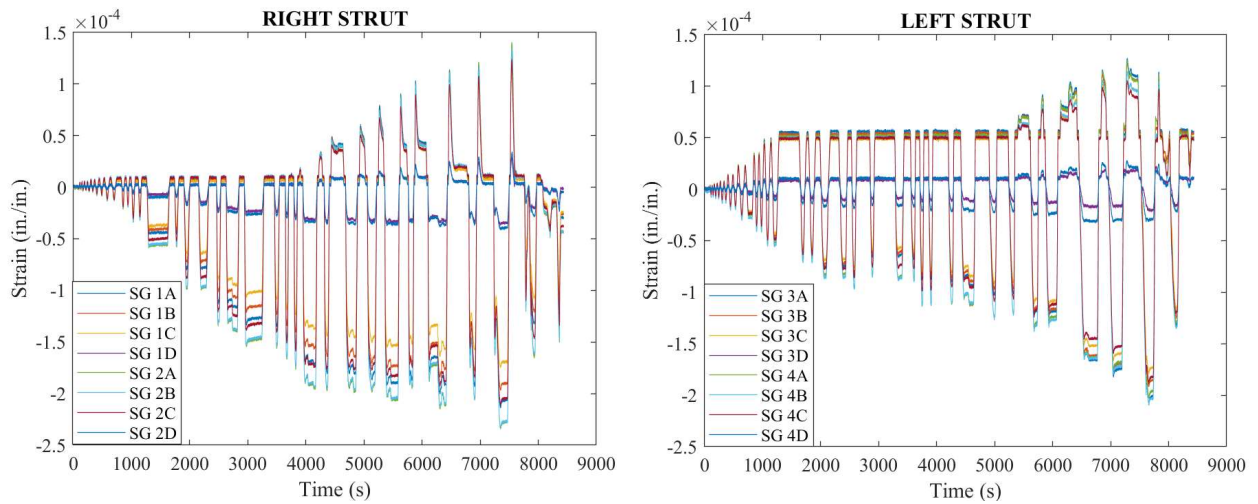 RIGHT STRUT
×10⁻⁴
1.5
1
0.5
0
-0.5
-1
-1.5
-2
-2.5
Strain (in./in.)
SG 1A
SG 1B
SG 1C
SG 1D
SG 2A
SG 2B
SG 2C
SG 2D
0 1000 2000 3000 4000 5000 6000 7000 8000 9000
Time (s)
LEFT STRUT
×10⁻⁴
1.5
1
0.5
0
-0.5
-1
-1.5
-2
-2.5
Strain (in./in.)
SG 3A
SG 3B
SG 3C
SG 3D
SG 4A
SG 4B
SG 4C
SG 4D
0 1000 2000 3000 4000 5000 6000 7000 8000 9000
Time (s)